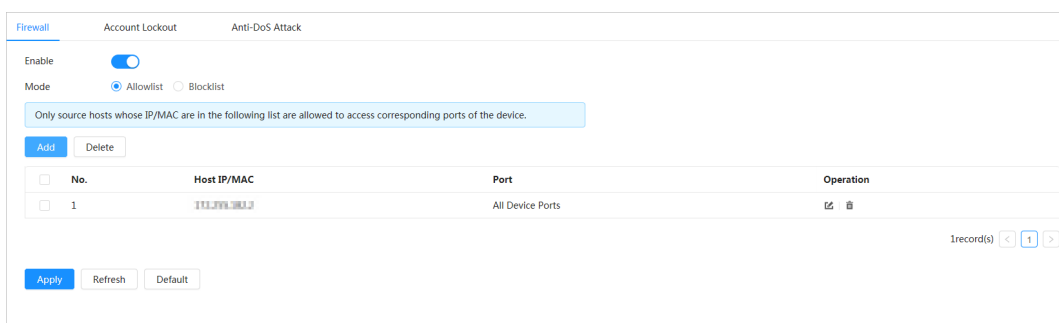 Firewall Account Lockout Anti-DoS Attack
Enable
Mode Allowlist Blocklist
Only source hosts whose IP/MAC are in the following list are allowed to access corresponding ports of the device.
Add Delete
No. Host IP/MAC Port Operation
1 All Device Ports
1record(s) < 1 >
Apply Refresh Default